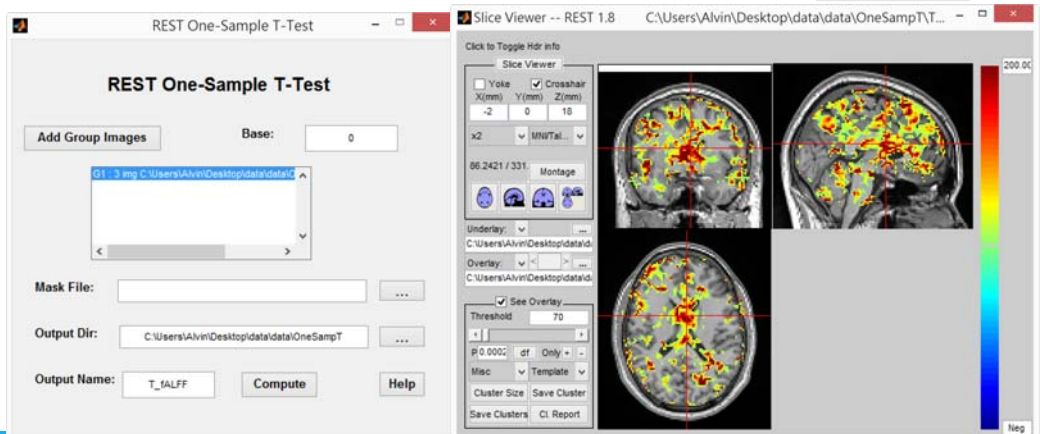 REST One-Sample T-Test
REST One-Sample T-Test
Add Group Images
Base:
0
G1 : 3 img C:\Users\Alvin\Desktop\data\data\
Mask File:
...
Output Dir:
C:\Users\Alvin\Desktop\data\data\OneSampT
...
Output Name:
T_fALFF
Compute
Help
Slice Viewer -- REST 1.8 C:\Users\Alvin\Desktop\data\data\OneSampT\T...
Click to Toggle Hdr info
Slice Viewer
Yoke Crosshair
X(mm) Y(mm) Z(mm)
-2 0 18
x2 MNI/Tal...
86.2421 / 331.
Montage
Underlay: ...
C:\Users\Alvin\Desktop\data\d
Overlay: < > ...
C:\Users\Alvin\Desktop\data\d
See Overlay
Threshold 70
P 0.0002 df Only + -
Misc Template
Cluster Size Save Cluster
Save Clusters Cl. Report
200.00
Neg